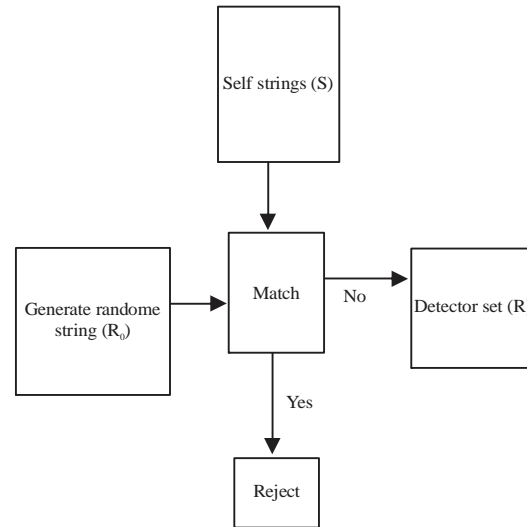 Self strings (S)
Generate randome
string (R₀)
Match
No
Detector set (R
Yes
Reject